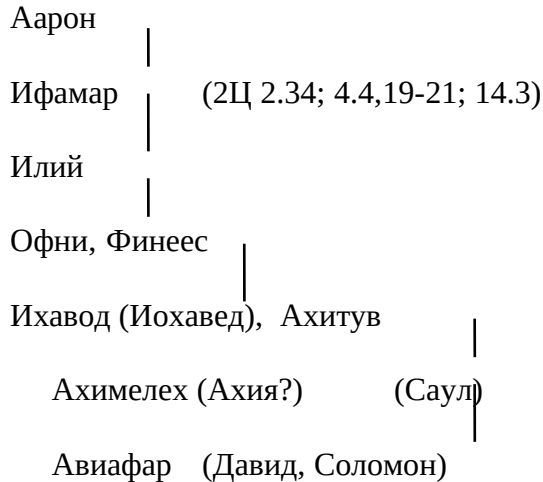 Аарон
Ифамар (2Ц 2.34; 4.4,19-21; 14.3)
Илий
Офни, Финеес
Ихавод (Иохавед), Ахитув
Ахимелех (Ахия?) (Саул)
Авиафар (Давид, Соломон)